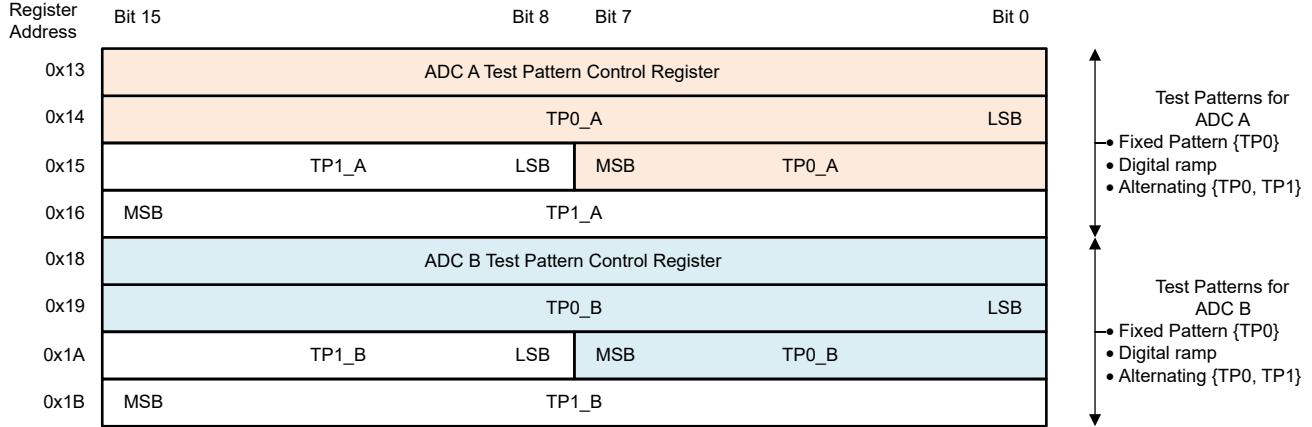 Register
Address
Bit 15
Bit 8
Bit 7
Bit 0
0x13
ADC A Test Pattern Control Register
0x14
TP0_A
LSB
0x15
TP1_A
LSB
MSB
TP0_A
0x16
MSB
TP1_A
Test Patterns for
ADC A
• Fixed Pattern {TP0}
• Digital ramp
• Alternating {TP0, TP1}
0x18
ADC B Test Pattern Control Register
0x19
TP0_B
LSB
0x1A
TP1_B
LSB
MSB
TP0_B
0x1B
MSB
TP1_B
Test Patterns for
ADC B
• Fixed Pattern {TP0}
• Digital ramp
• Alternating {TP0, TP1}